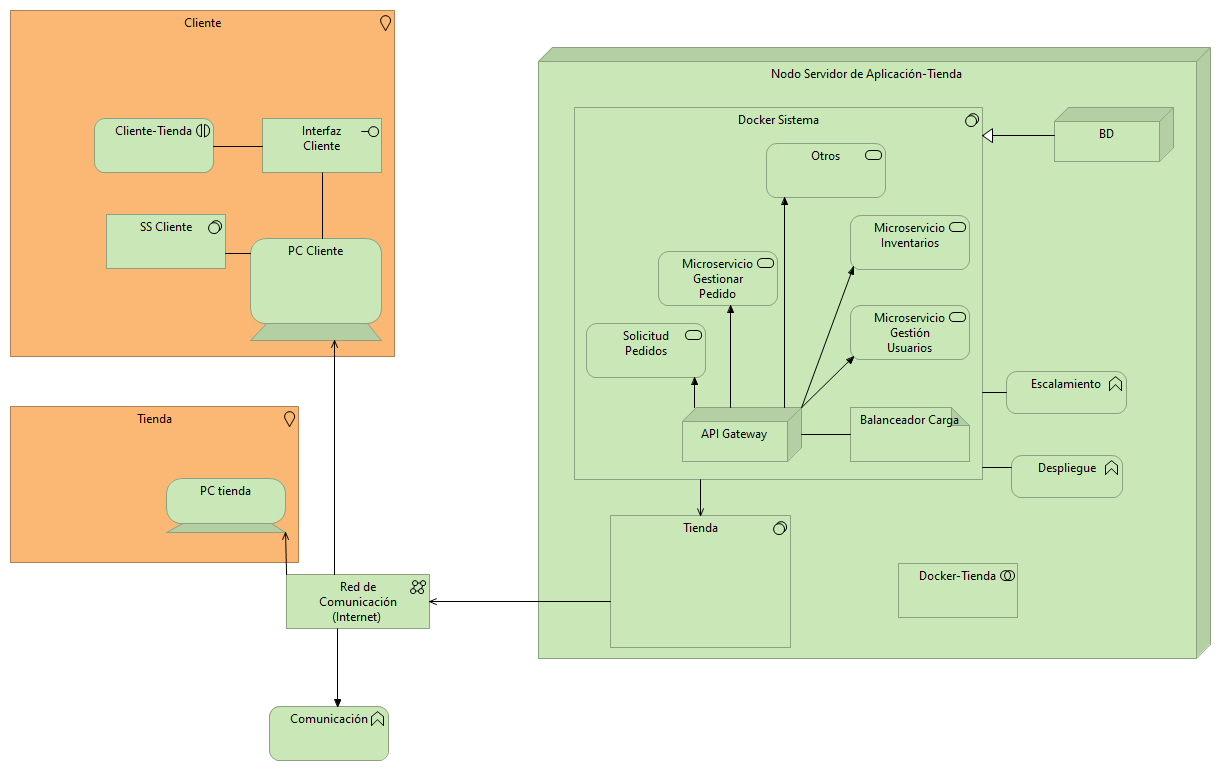 Cliente
Cliente-Tienda
Interfaz
Cliente
SS Cliente
PC Cliente
Tienda
PC tienda
Red de
Comunicación
(Internet)
Comunicación
Nodo Servidor de Aplicación-Tienda
Docker Sistema
BD
Otros
Microservicio
Inventarios
Microservicio
Gestionar
Pedido
Microservicio
Gestión
Usuarios
Solicitud
Pedidos
API Gateway
Balanceador Carga
Escalamiento
Despliegue
Tienda
Docker-Tienda